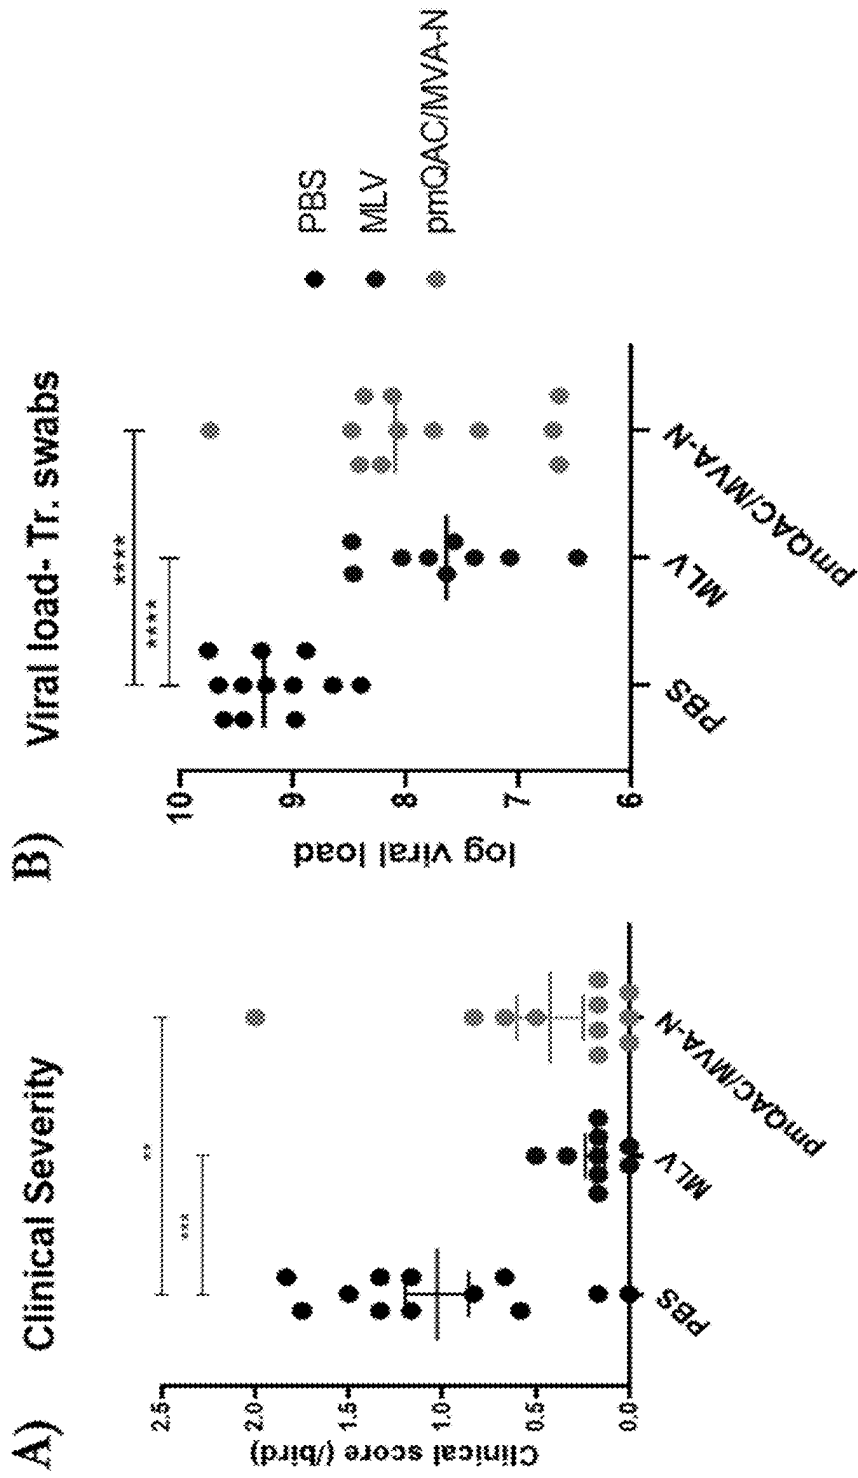 A) Clinical Severity
Clinical score (/bird)
2.5
2.0
1.5
1.0
0.5
0.0
**
***
PBS
MLV
pmQAC/MVA-N
B) Viral load- Tr. swabs
log viral load
10
9
8
7
6
****
****
PBS
MLV
pmQAC/MVA-N
PBS
MLV
pmQAC/MVA-N